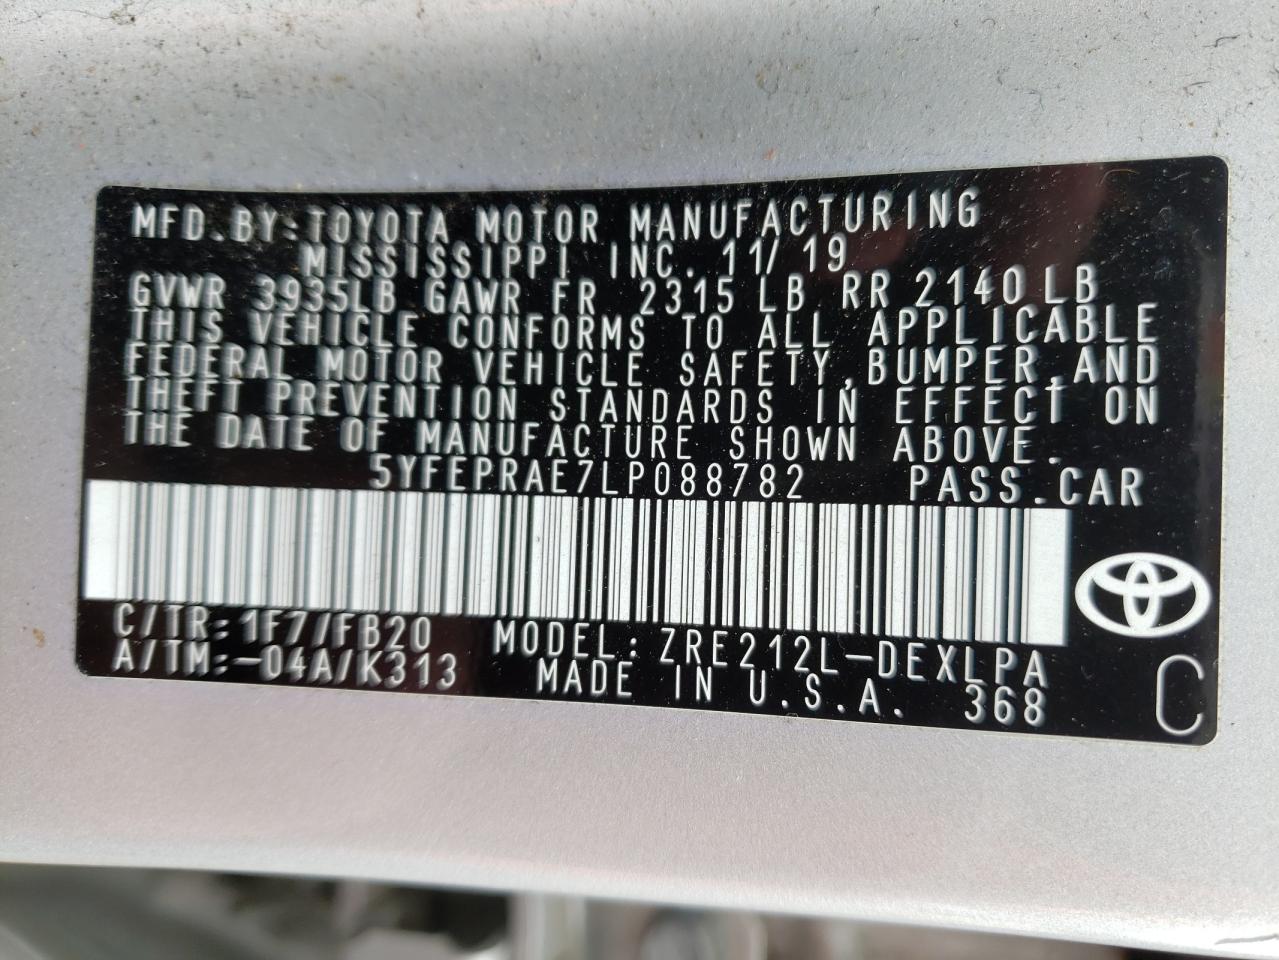 MFD.BY:TOYOTA MOTOR MANUFACTURING
MISSISSIPPI INC. 11/19
GVWR 3935LB GAWR FR 2315 LB RR 2140 LB
THIS VEHICLE CONFORMS TO ALL APPLICABLE
FEDERAL MOTOR VEHICLE SAFETY,BUMPER,AND
THEFT PREVENTION STANDARDS IN EFFECT ON
THE DATE OF MANUFACTURE SHOWN ABOVE.
5YFEPRAE7LP088782 PASS.CAR
C/TR:1F7/FB20 MODEL:ZRE212L-DEXLPA
A/TM:-04A/K313 MADE IN U.S.A. 368
C